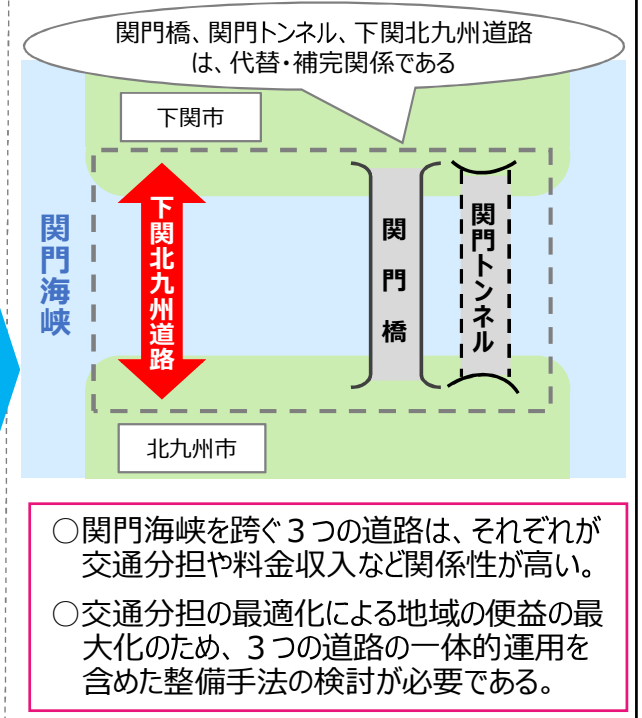 関門橋、関門トンネル、下関北九州道路
は、代替・補完関係である
下関市
関門海峡
下関北九州道路
関門橋
関門トンネル
北九州市
○関門海峡を跨ぐ３つの道路は、それぞれが
交通分担や料金収入など関係性が高い。
○交通分担の最適化による地域の便益の最
大化のため、３つの道路の一体的運用を
含めた整備手法の検討が必要である。